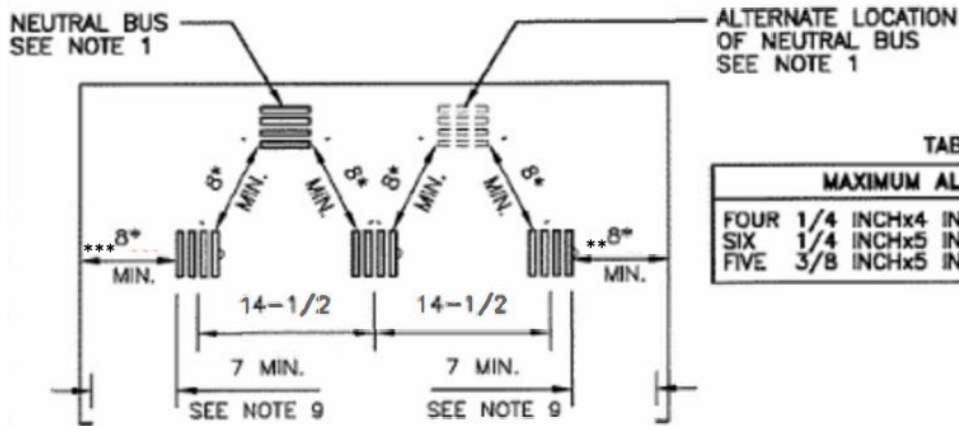 NEUTRAL BUS
SEE NOTE 1
ALTERNATE LOCATION
OF NEUTRAL BUS
SEE NOTE 1
8* MIN.
8* MIN.
8* MIN.
8*
***8*
MIN.
**8*
MIN.
14-1/2
14-1/2
7 MIN.
SEE NOTE 9
7 MIN.
SEE NOTE 9
TAB
MAXIMUM AL
FOUR 1/4 INCHx4 IN
SIX 1/4 INCHx5 IN
FIVE 3/8 INCHx5 IN